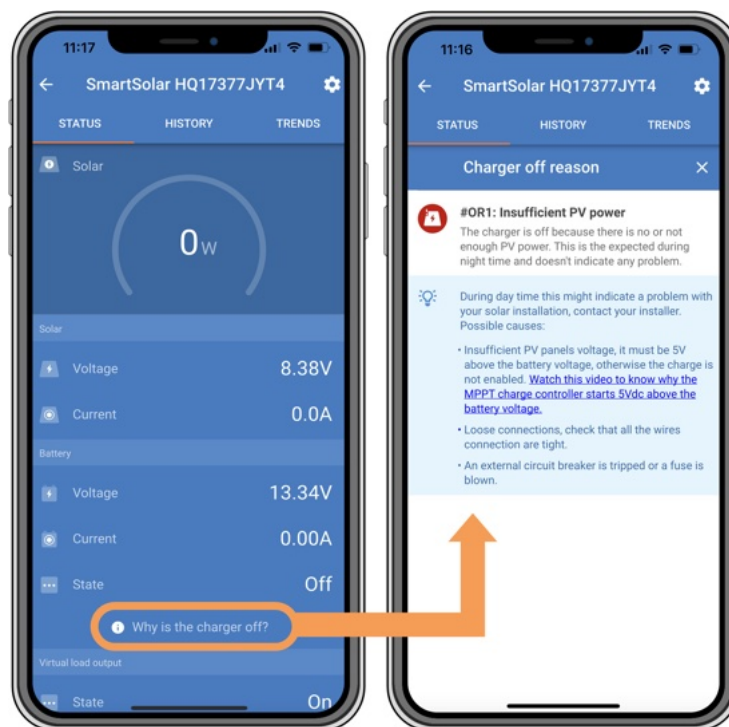 11:17
SmartSolar HQ17377JYT4
STATUS HISTORY TRENDS
Solar
0W
Solar
Voltage 8.38V
Current 0.0A
Battery
Voltage 13.34V
Current 0.00A
State Off
Why is the charger off?
Virtual load output
State On
11:16
SmartSolar HQ17377JYT4
STATUS HISTORY TRENDS
Charger off reason
#OR1: Insufficient PV power
The charger is off because there is no or not
enough PV power. This is the expected during
night time and doesn't indicate any problem.
During day time this might indicate a problem with
your solar installation, contact your installer.
Possible causes:
• Insufficient PV panels voltage, it must be 5V
above the battery voltage, otherwise the charge is
not enabled. Watch this video to know why the
MPPT charge controller starts 5Vdc above the
battery voltage.
• Loose connections, check that all the wires
connection are tight.
• An external circuit breaker is tripped or a fuse is
blown.